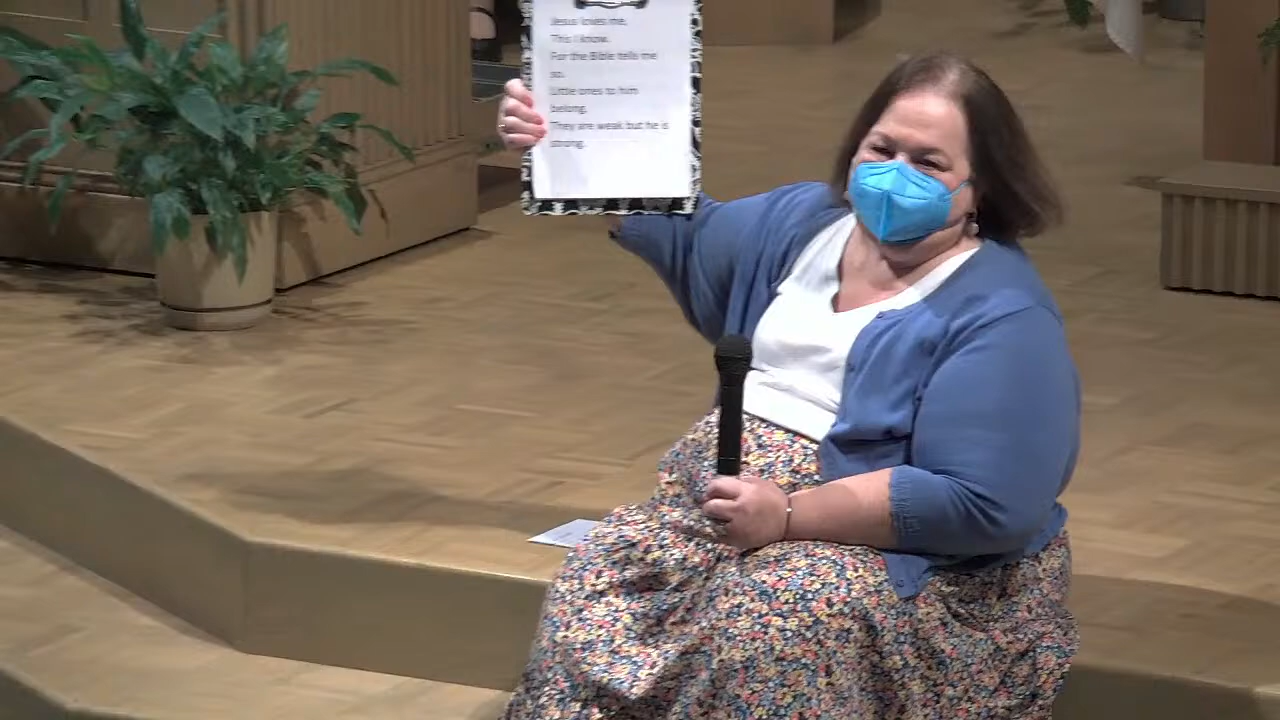 Jesus loves me,
This I know.
For the Bible tells me
so.
Little ones to him
belong.
They are weak but he is
strong.